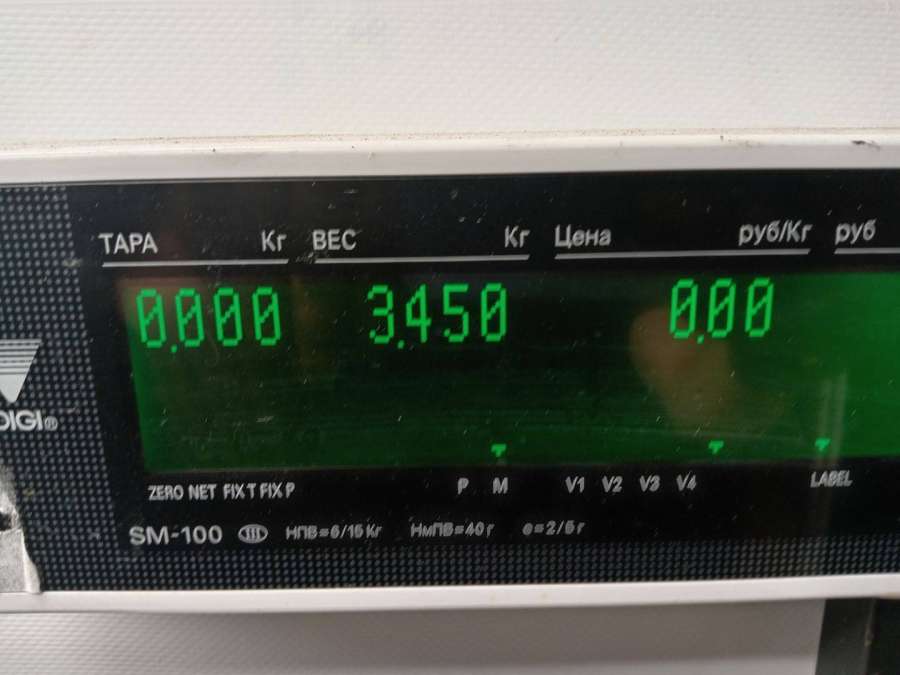 ТАРА Кг ВЕС Кг Цена руб/Кг руб
0.000 3.450 0.00
DIGI®
ZERO NET FIX T FIX P P M V1 V2 V3 V4 LABEL
SM-100 III НПВ=6/15 Кг НмПВ=40 г e=2/5 г